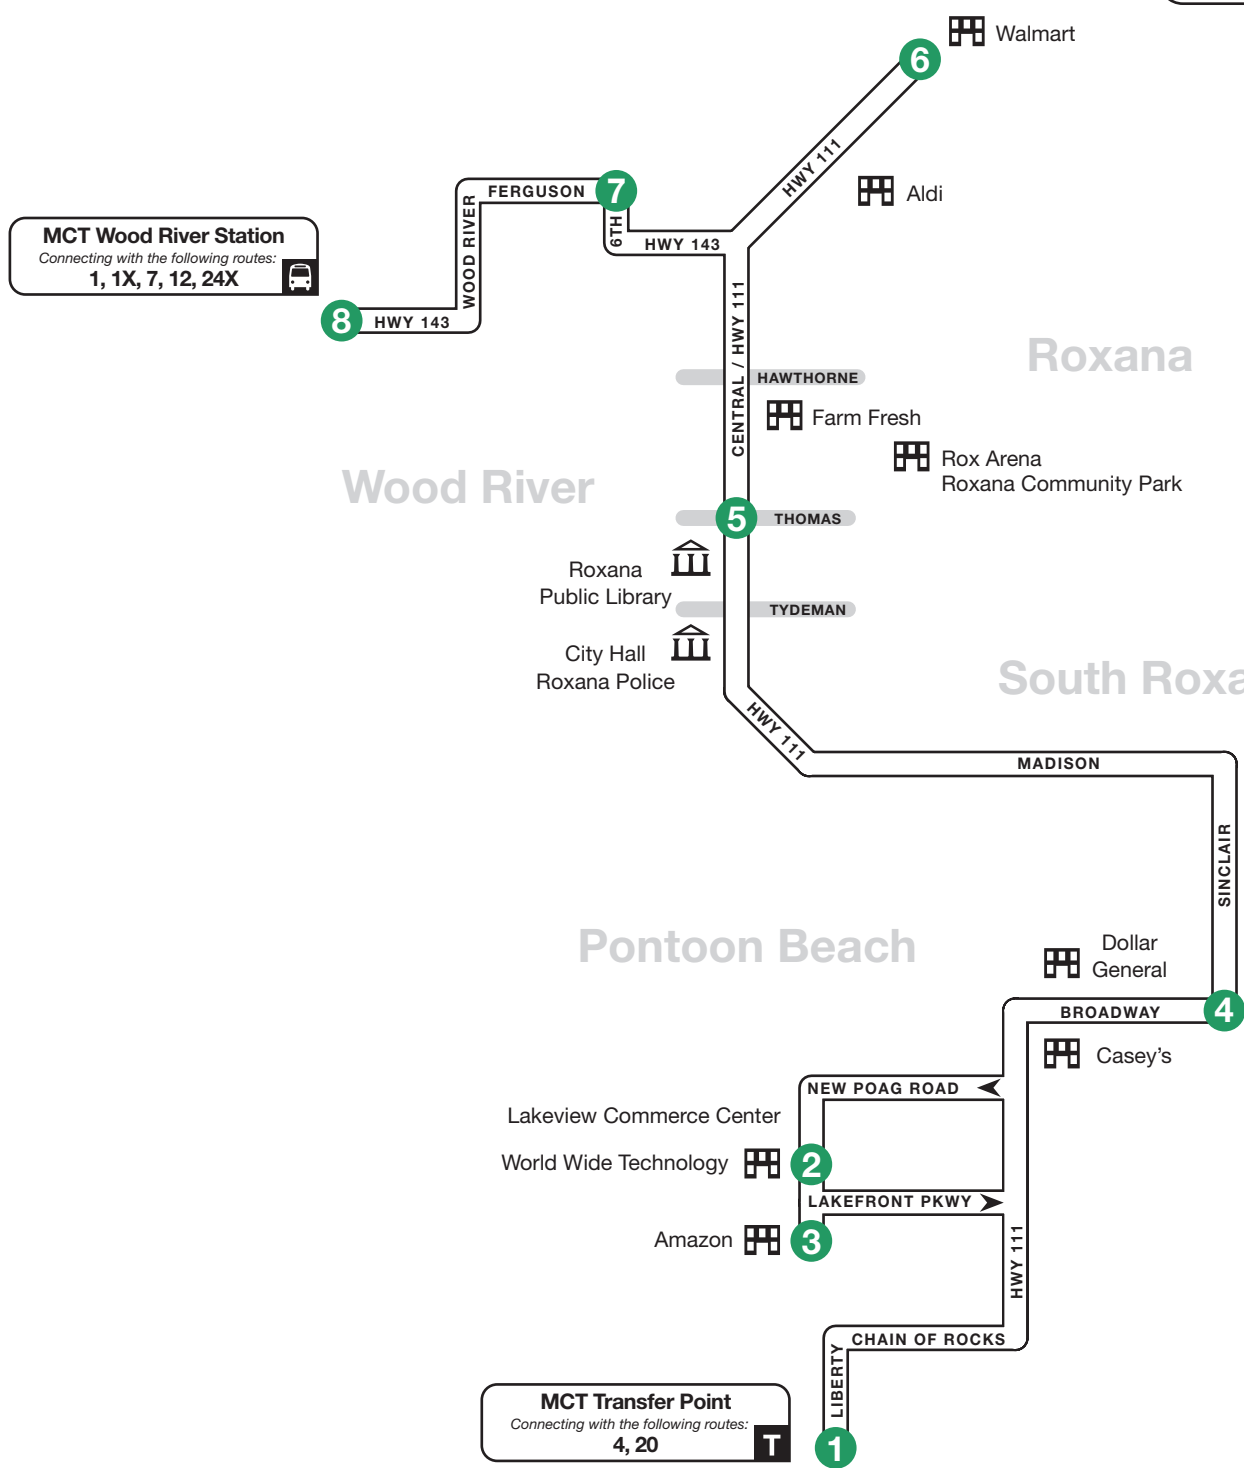 Walmart
6
HWY 111
Aldi
7
FERGUSON
6TH
HWY 143
WOOD RIVER
MCT Wood River Station
Connecting with the following routes:
1, 1X, 7, 12, 24X
8
HWY 143
CENTRAL / HWY 111
Roxana
HAWTHORNE
Farm Fresh
Rox Arena
Roxana Community Park
Wood River
5
THOMAS
Roxana
Public Library
TYDEMAN
City Hall
Roxana Police
South Roxa
HWY 111
MADISON
SINCLAIR
Pontoon Beach
Dollar
General
BROADWAY
4
Casey's
NEW POAG ROAD
Lakeview Commerce Center
World Wide Technology
2
LAKEFRONT PKWY
Amazon
3
HWY 111
CHAIN OF ROCKS
LIBERTY
MCT Transfer Point
Connecting with the following routes:
4, 20
T
1